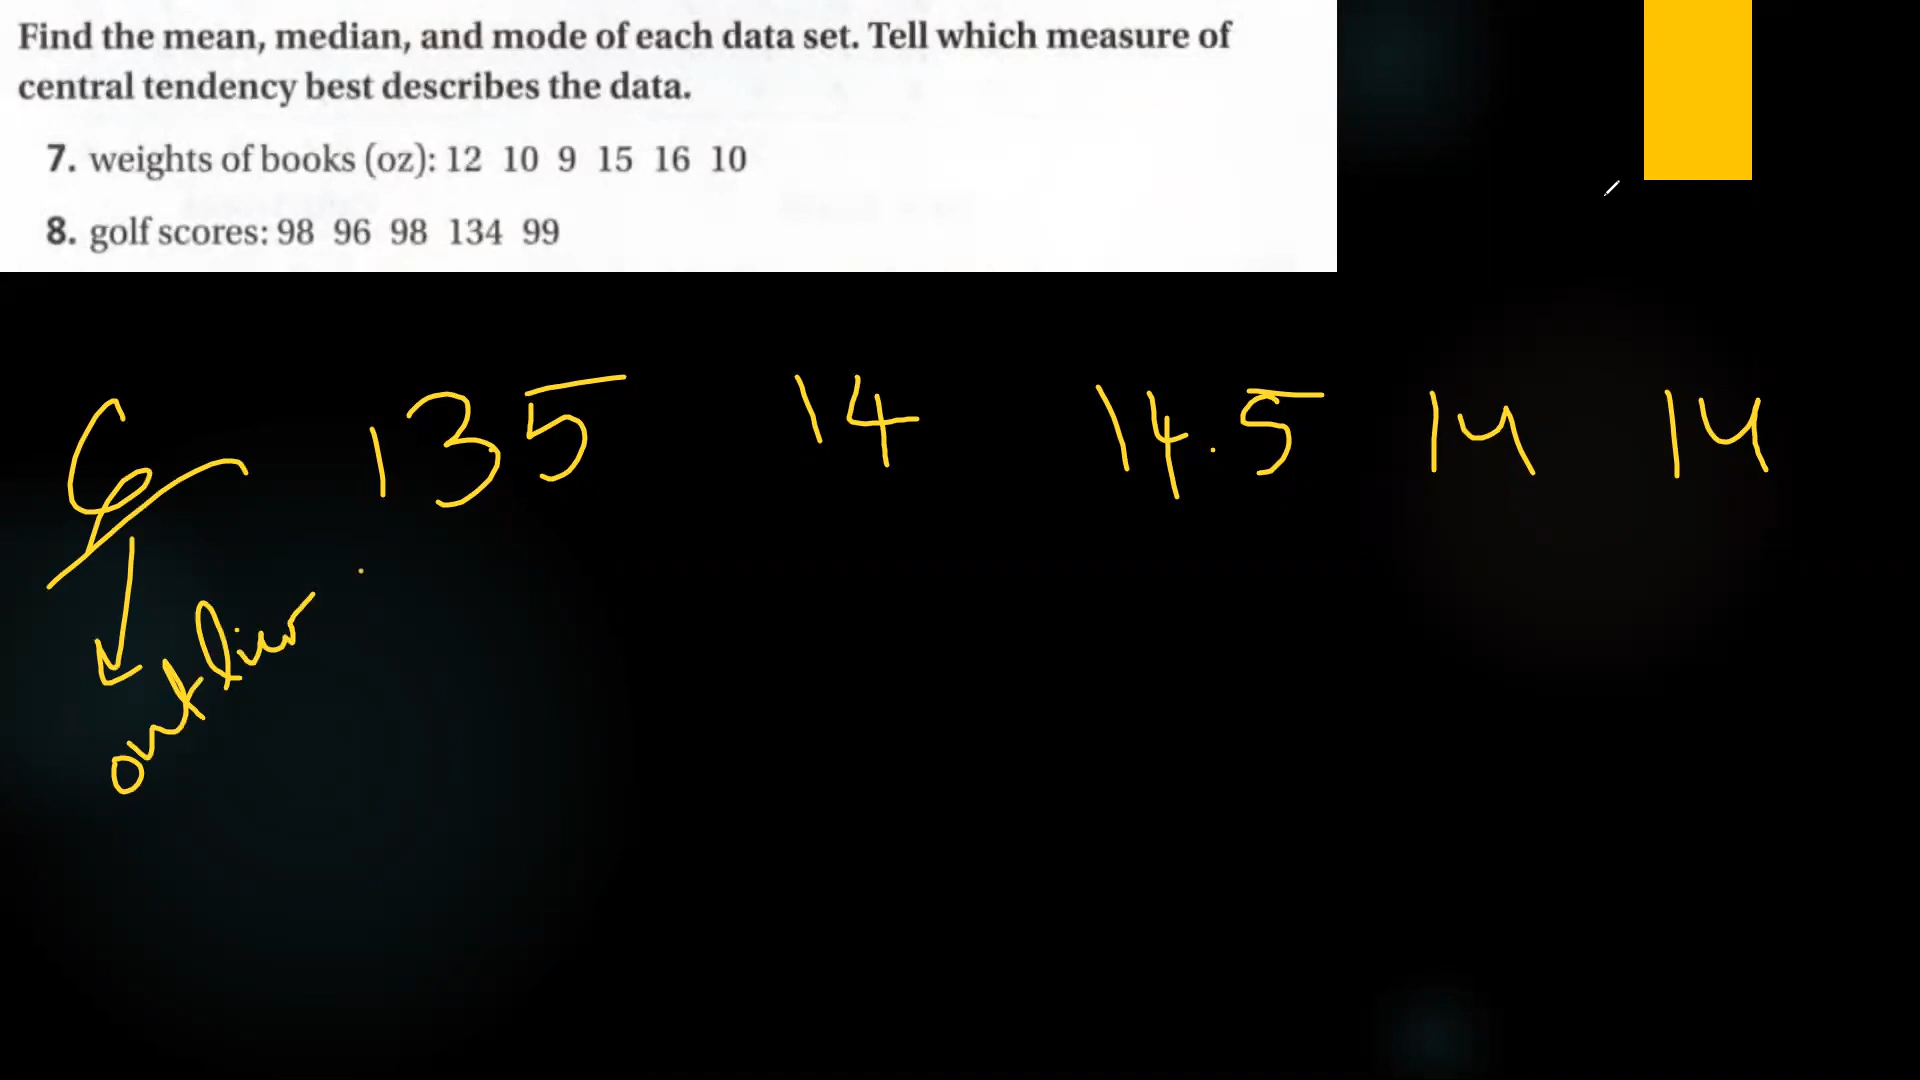 Find the mean, median, and mode of each data set. Tell which measure of
central tendency best describes the data.
7. weights of books (oz): 12 10 9 15 16 10
8. golf scores: 98 96 98 134 99
6 135 14 14.5 14 14
outlier